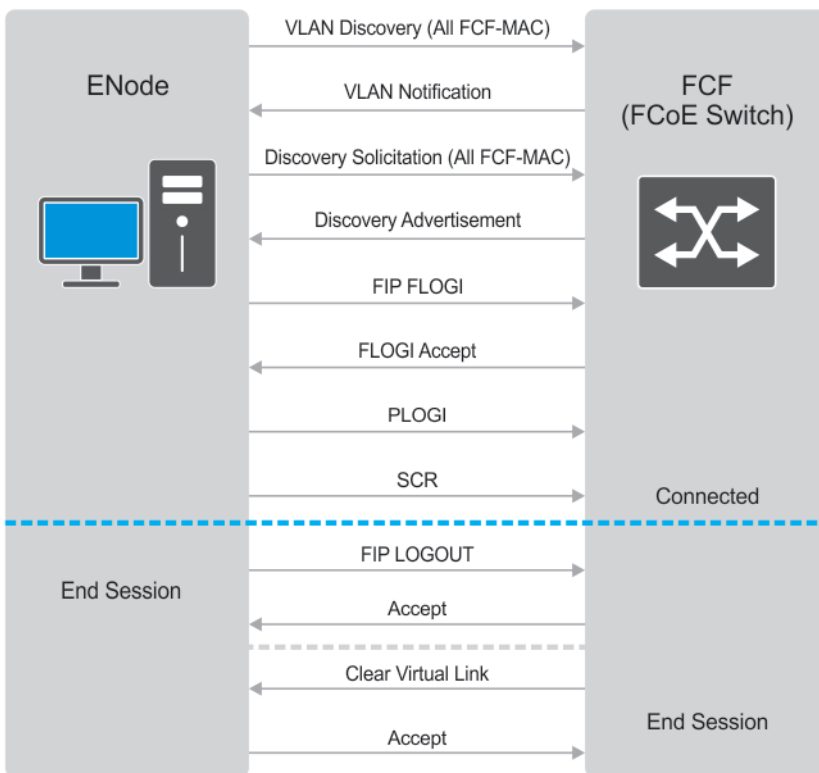 VLAN Discovery (All FCF-MAC)
ENode
VLAN Notification
FCF
(FCoE Switch)
Discovery Solicitation (All FCF-MAC)
Discovery Advertisement
FIP FLOGI
FLOGI Accept
PLOGI
SCR
Connected
FIP LOGOUT
End Session
Accept
Clear Virtual Link
End Session
Accept